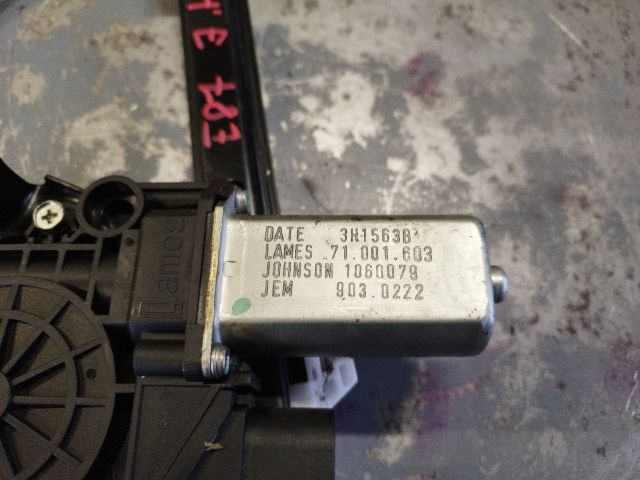 DATE 3H1563B
LAMES 71.001.603
JOHNSON 1060079
JEM 903.0222
Lames